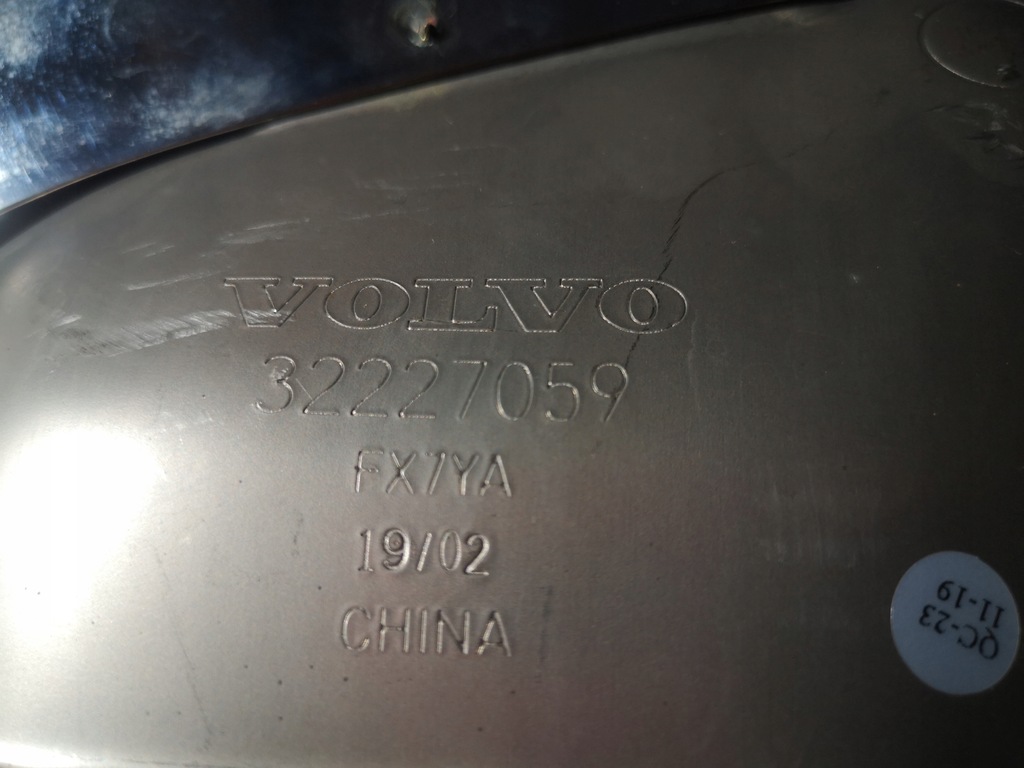 VOLVO
32227059
FX7YA
19/02
CHINA
QC-23
11-19